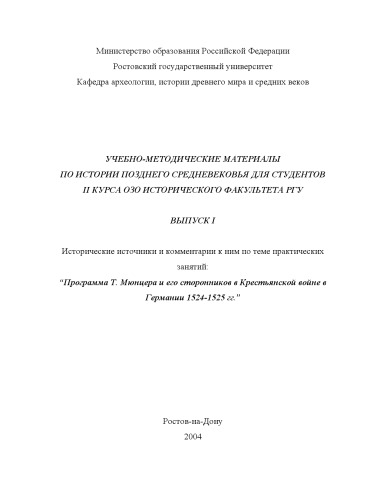 Министерство образования Российской Федерации
Ростовский государственный университет
Кафедра археологии, истории древнего мира и средних веков
УЧЕБНО-МЕТОДИЧЕСКИЕ МАТЕРИАЛЫ
ПО ИСТОРИИ ПОЗДНЕГО СРЕДНЕВЕКОВЬЯ ДЛЯ СТУДЕНТОВ
II КУРСА ОЗО ИСТОРИЧЕСКОГО ФАКУЛЬТЕТА РГУ
ВЫПУСК I
Исторические источники и комментарии к ним по теме практических
занятий:
"Программа Т. Мюнцера и его сторонников в Крестьянской войне в
Германии 1524-1525 гг."
Ростов-на-Дону
2004